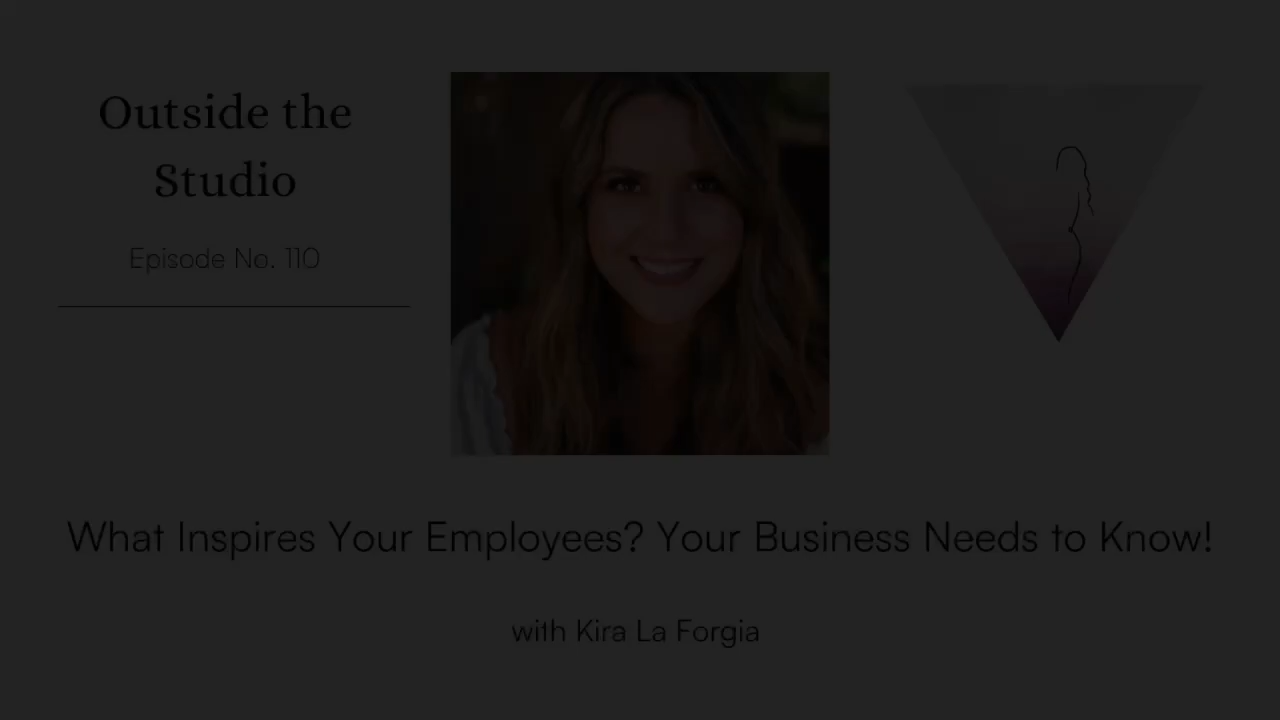 Outside the
Studio
Episode No. 110
What Inspires Your Employees? Your Business Needs to Know!
with Kira La Forgia